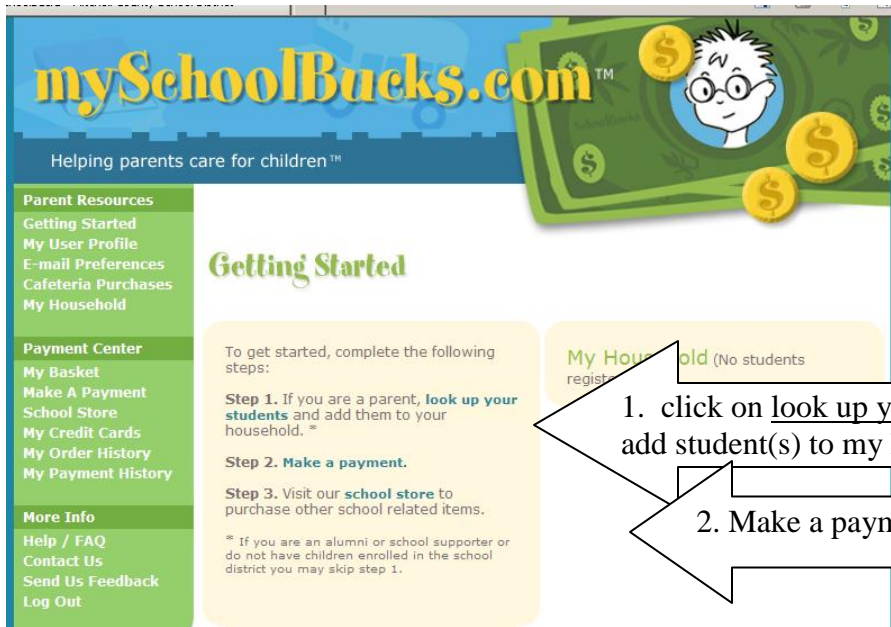 mySchoolBucks.com™
Helping parents care for children™
Parent Resources
Getting Started
My User Profile
E-mail Preferences
Cafeteria Purchases
My Household
Payment Center
My Basket
Make A Payment
School Store
My Credit Cards
My Order History
My Payment History
More Info
Help / FAQ
Contact Us
Send Us Feedback
Log Out
Getting Started
To get started, complete the following
steps:
Step 1. If you are a parent, look up your
students and add them to your
household. *
Step 2. Make a payment.
Step 3. Visit our school store to
purchase other school related items.
* If you are an alumni or school supporter or
do not have children enrolled in the school
district you may skip step 1.
My Hou old (No students
regist
1. click on look up y
add student(s) to my
2. Make a payn